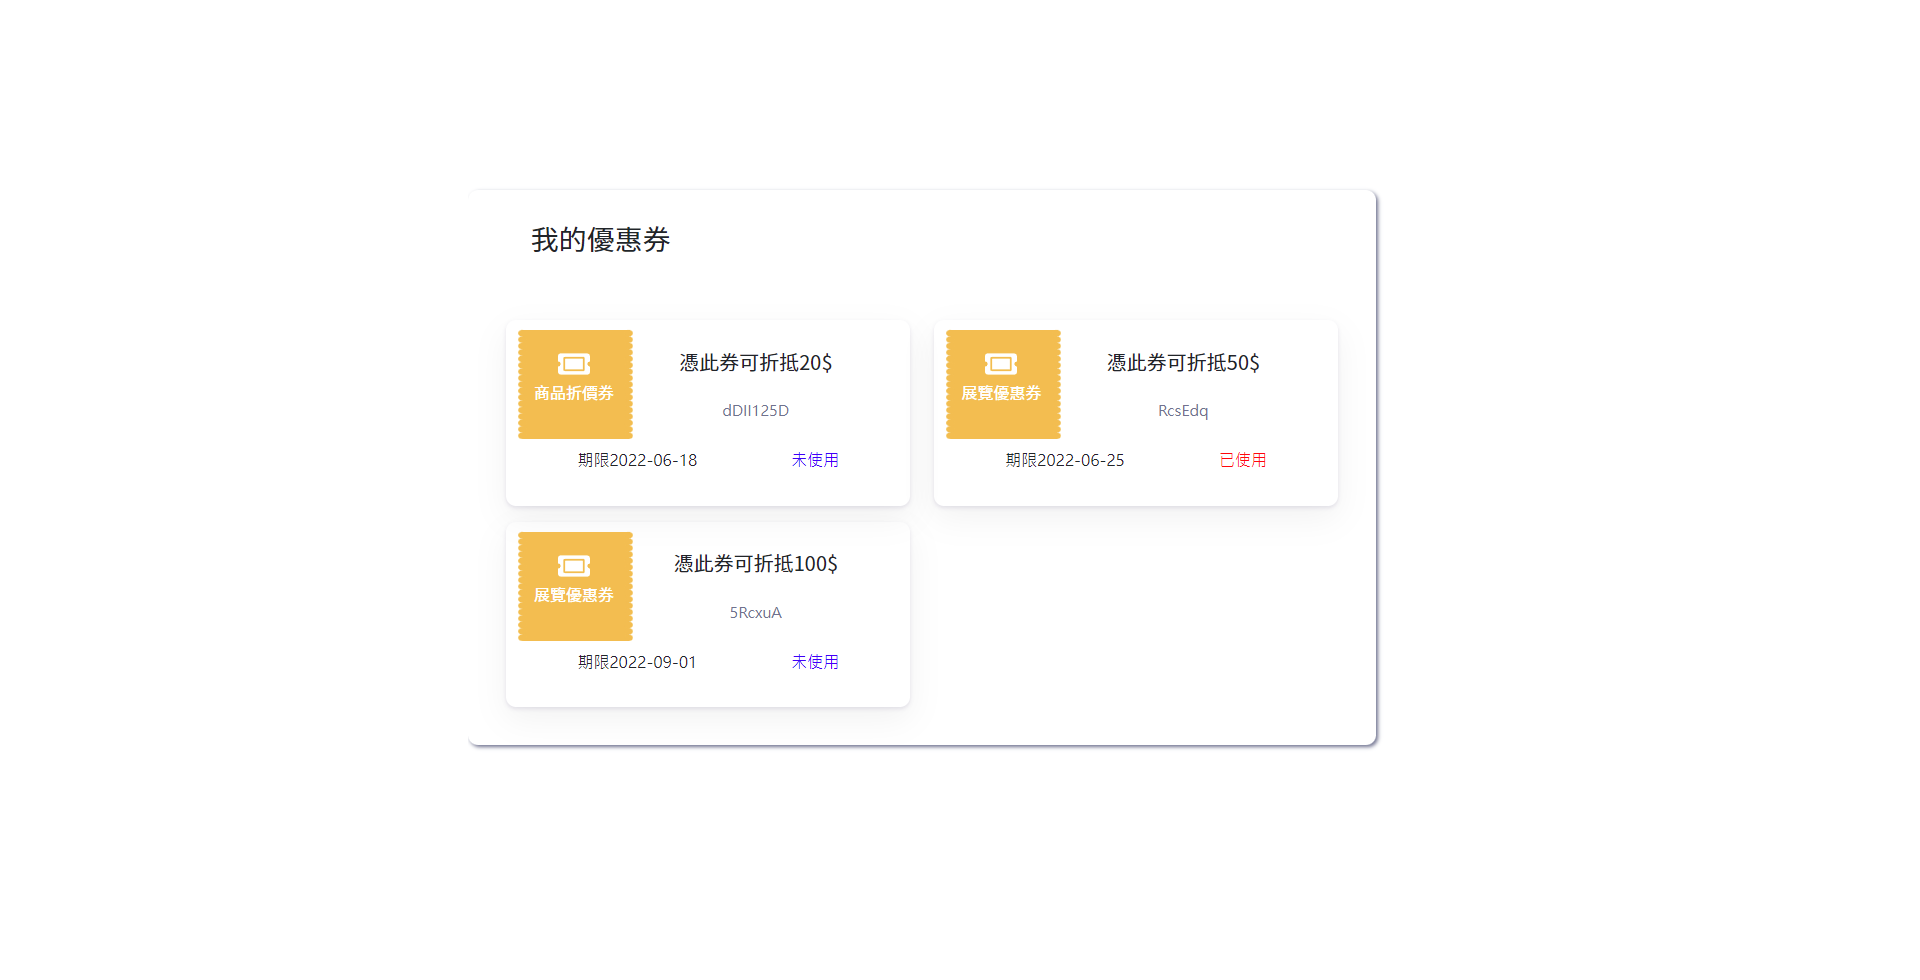 我的優惠券
商品折價券
憑此券可折抵20$
dDII125D
期限2022-06-18
未使用
展覽優惠券
憑此券可折抵50$
RcsEdq
期限2022-06-25
已使用
展覽優惠券
憑此券可折抵100$
5RcxuA
期限2022-09-01
未使用